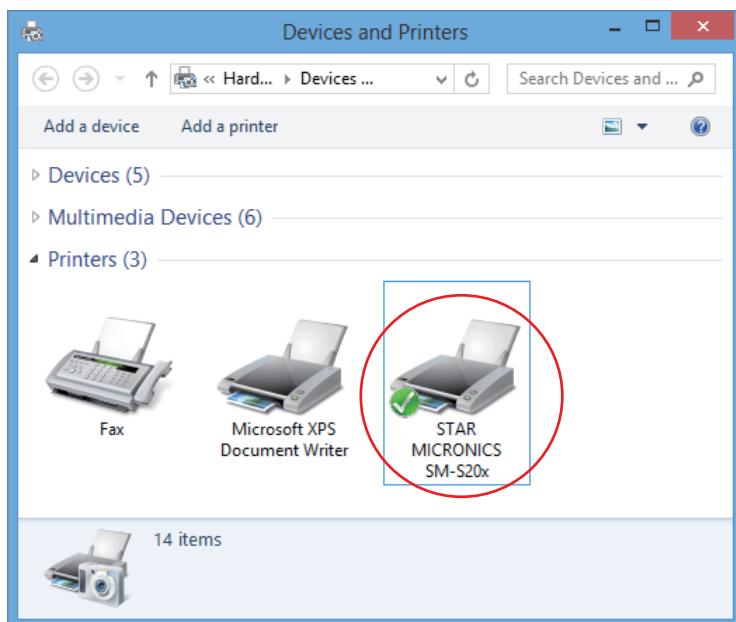 Devices and Printers
« Hard... Devices ...
Search Devices and ...
Add a device Add a printer
Devices (5)
Multimedia Devices (6)
Printers (3)
Fax
Microsoft XPS
Document Writer
STAR
MICRONICS
SM-S20x
14 items